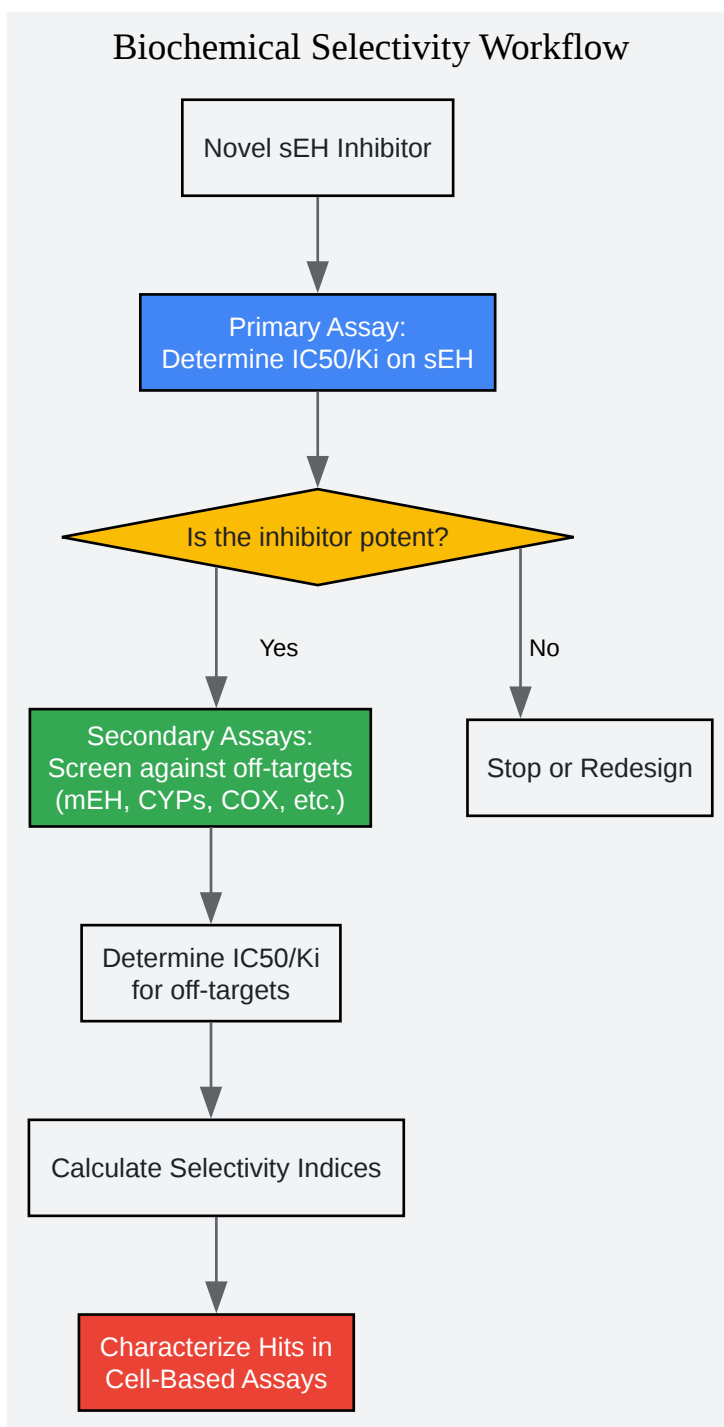 Biochemical Selectivity Workflow
Novel sEH Inhibitor
Primary Assay:
Determine IC50/Ki on sEH
Is the inhibitor potent?
Yes
No
Secondary Assays:
Screen against off-targets
(mEH, CYPs, COX, etc.)
Stop or Redesign
Determine IC50/Ki
for off-targets
Calculate Selectivity Indices
Characterize Hits in
Cell-Based Assays